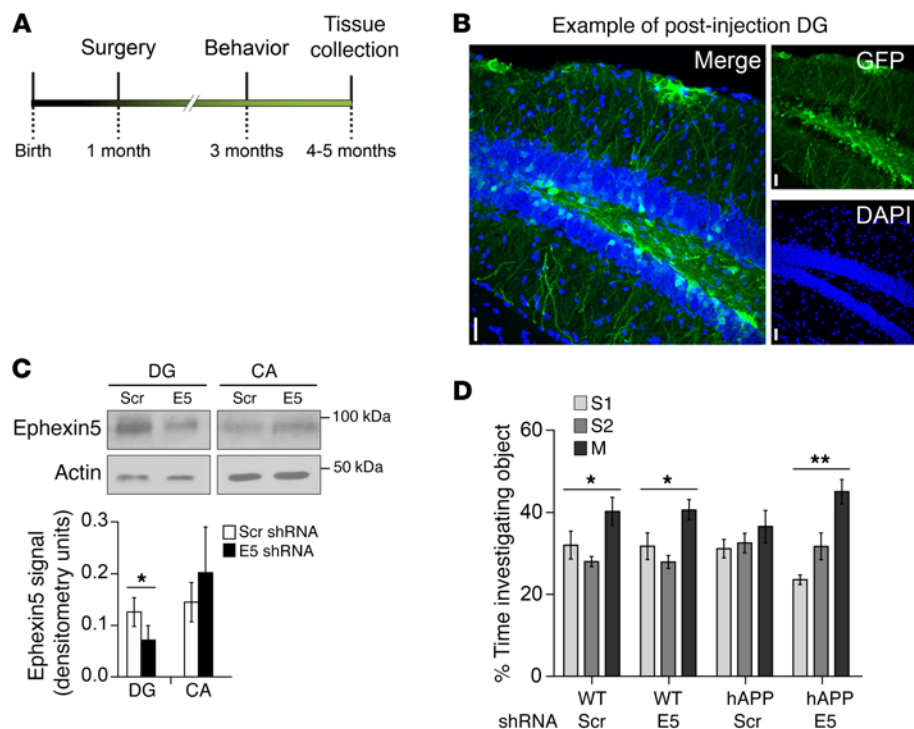 A
Surgery
Behavior
Tissue
collection
Birth
1 month
3 months
4-5 months
B
Example of post-injection DG
Merge
GFP
DAPI
C
DG
CA
Scr
E5
Scr
E5
Ephexin5
100 kDa
Actin
50 kDa
Ephexin5 signal
(densitometry units)
0.3
0.2
0.1
0.0
Scr shRNA
E5 shRNA
*
DG
CA
D
S1
S2
M
% Time investigating object
60
40
20
0
*
*
**
WT
WT
hAPP
hAPP
shRNA
Scr
E5
Scr
E5